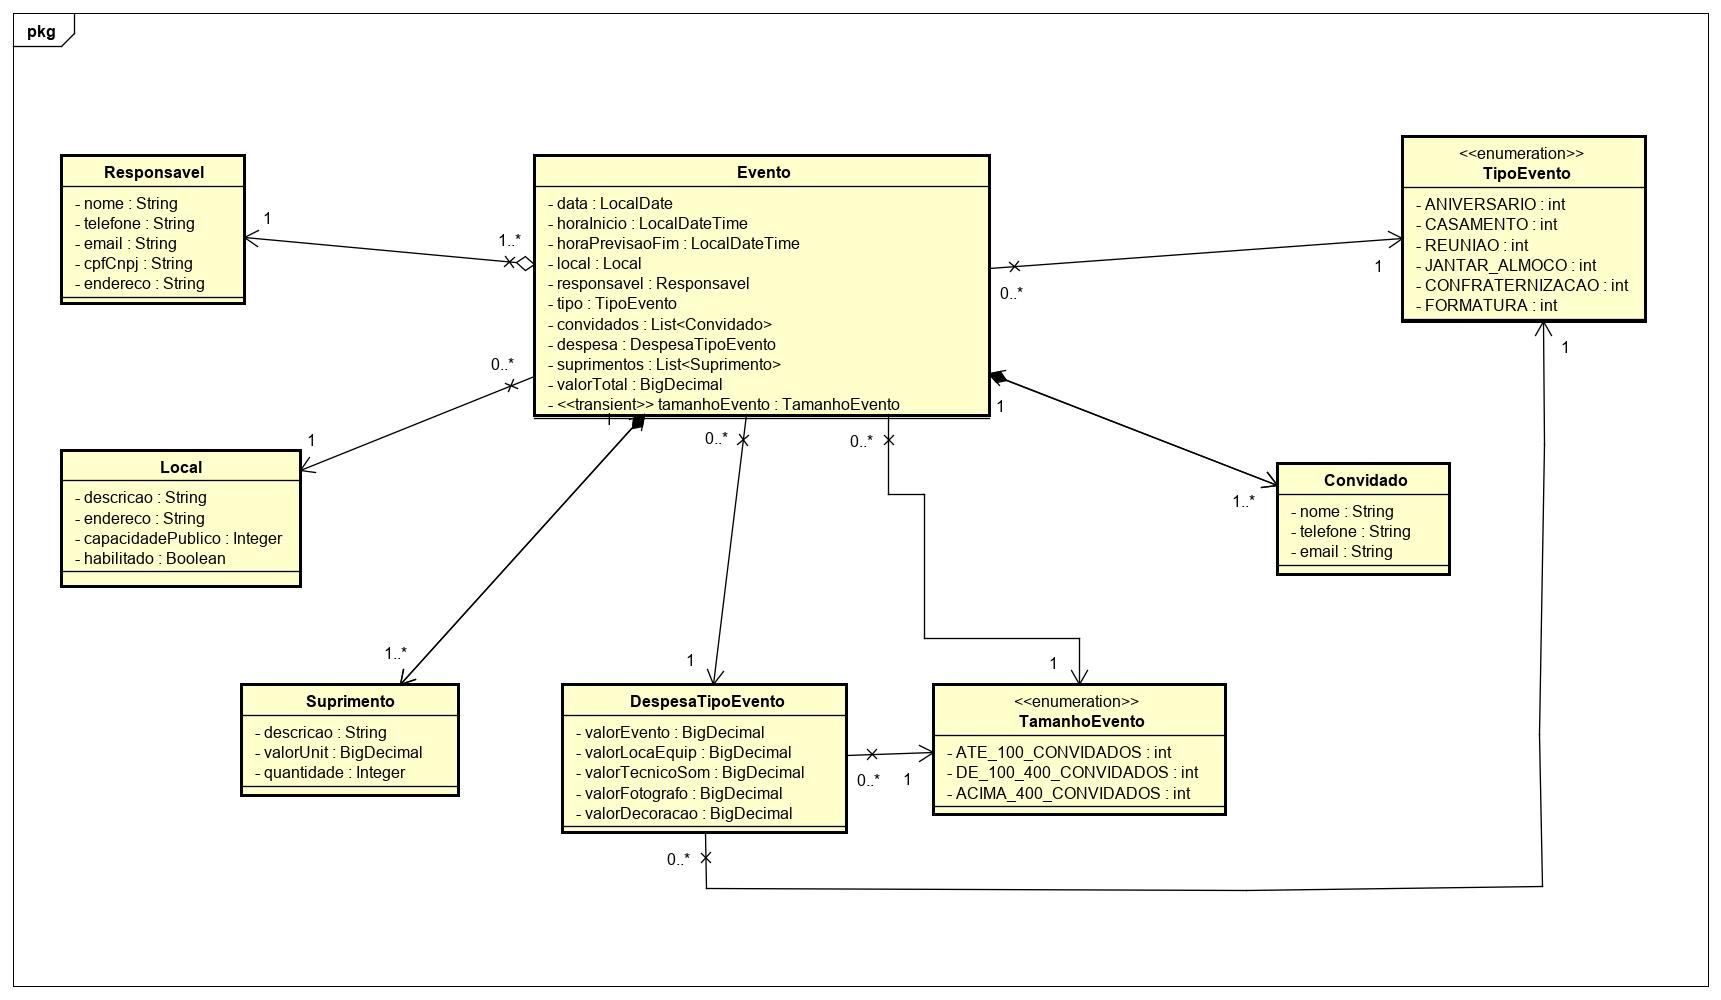 pkg
Responsavel
- nome : String
- telefone : String
- email : String
- cpfCnpj : String
- endereco : String
1
1..*
Evento
- data : LocalDate
- horaInicio : LocalDateTime
- horaPrevisaoFim : LocalDateTime
- local : Local
- responsavel : Responsavel
- tipo : TipoEvento
- convidados : List<Convidado>
- despesa : DespesaTipoEvento
- suprimentos : List<Suprimento>
- valorTotal : BigDecimal
- <<transient>> tamanhoEvento : TamanhoEvento
0..*
1
<<enumeration>>
TipoEvento
- ANIVERSARIO : int
- CASAMENTO : int
- REUNIAO : int
- JANTAR_ALMOCO : int
- CONFRATERNIZACAO : int
- FORMATURA : int
1
0..*
1
Local
- descricao : String
- endereco : String
- capacidadePublico : Integer
- habilitado : Boolean
1
0..*
0..*
1
1..*
Convidado
- nome : String
- telefone : String
- email : String
1..*
Suprimento
- descricao : String
- valorUnit : BigDecimal
- quantidade : Integer
1
DespesaTipoEvento
- valorEvento : BigDecimal
- valorLocaEquip : BigDecimal
- valorTecnicoSom : BigDecimal
- valorFotografo : BigDecimal
- valorDecoracao : BigDecimal
0..*
0..*
1
1
<<enumeration>>
TamanhoEvento
- ATE_100_CONVIDADOS : int
- DE_100_400_CONVIDADOS : int
- ACIMA_400_CONVIDADOS : int